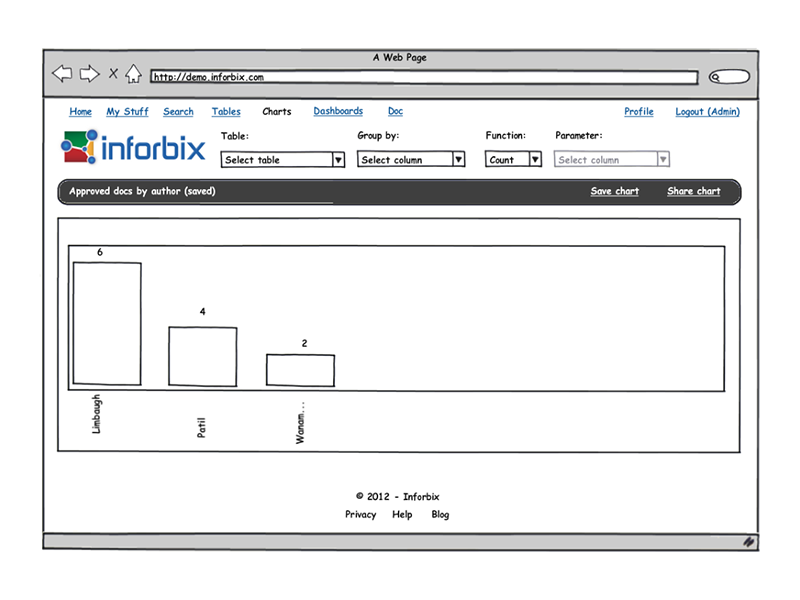 A Web Page
http://demo.inforbix.com
Home My Stuff Search Tables Charts Dashboards Doc Profile Logout (Admin)
inforbix
Table: Group by: Function: Parameter:
Select table Select column Count Select column
Approved docs by author (saved) Save chart Share chart
6
4
2
Limbaugh
Patil
Wanam...
© 2012 - Inforbix
Privacy Help Blog